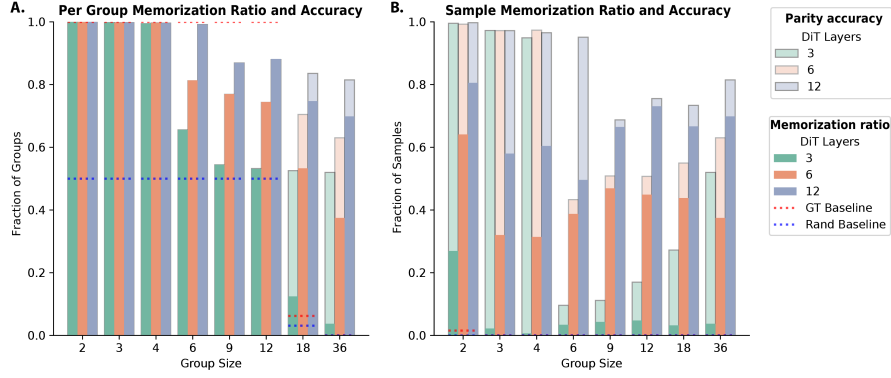 A.
Per Group Memorization Ratio and Accuracy
Fraction of Groups
1.0
0.8
0.6
0.4
0.2
0.0
2 3 4 6 9 12 18 36
Group Size
B.
Sample Memorization Ratio and Accuracy
Fraction of Samples
1.0
0.8
0.6
0.4
0.2
0.0
2 3 4 6 9 12 18 36
Group Size
Parity accuracy
DiT Layers
3
6
12
Memorization ratio
DiT Layers
3
6
12
GT Baseline
Rand Baseline